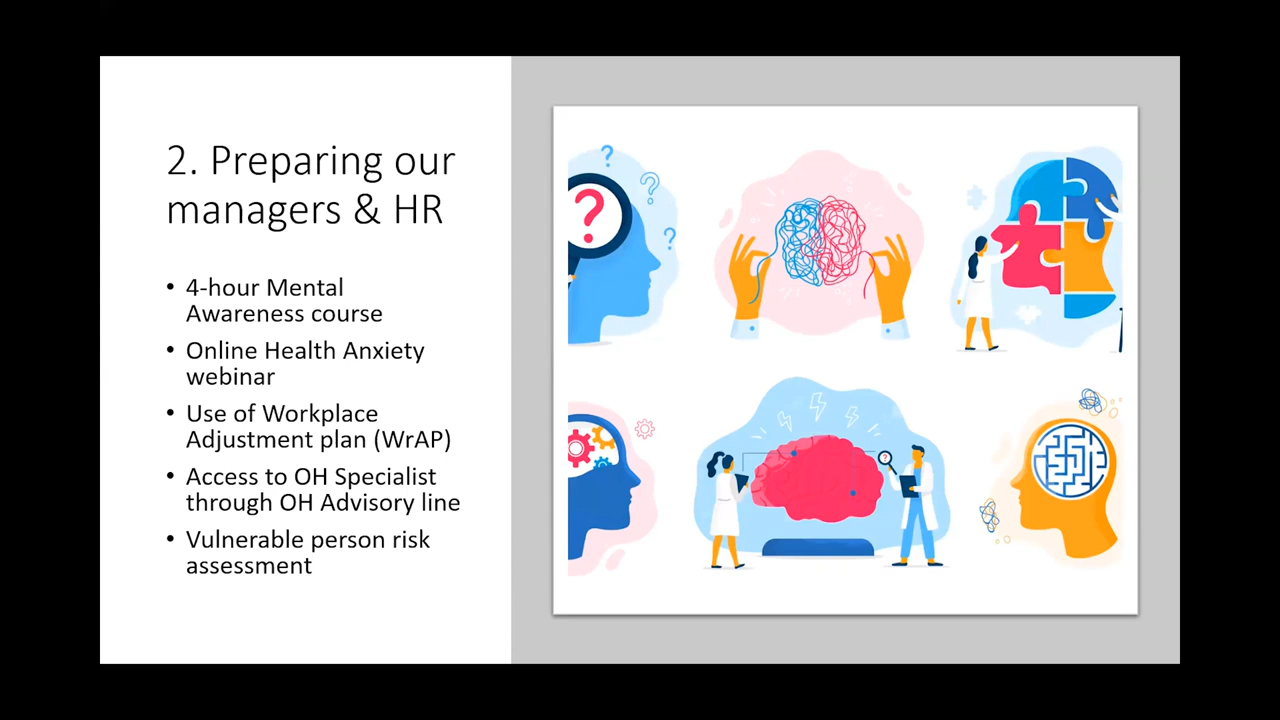 2. Preparing our
managers & HR
• 4-hour Mental
Awareness course
• Online Health Anxiety
webinar
• Use of Workplace
Adjustment plan (WrAP)
• Access to OH Specialist
through OH Advisory line
• Vulnerable person risk
assessment
?
?
?
?
?